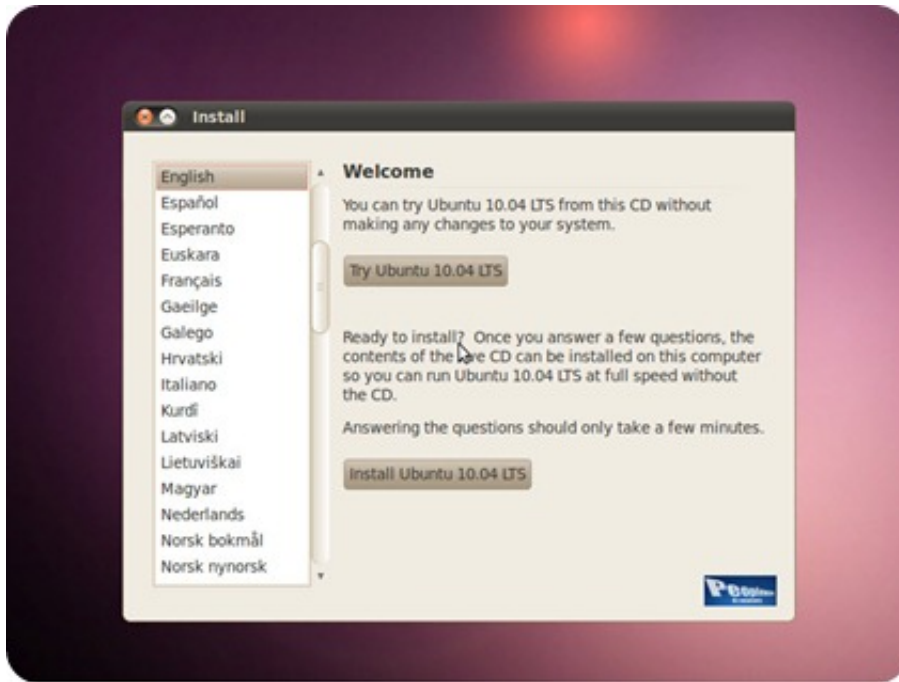 Install
English
Español
Esperanto
Euskara
Français
Gaeilge
Galego
Hrvatski
Italiano
Kurdî
Latviski
Lietuviškai
Magyar
Nederlands
Norsk bokmål
Norsk nynorsk
Welcome
You can try Ubuntu 10.04 LTS from this CD without
making any changes to your system.
Try Ubuntu 10.04 LTS
Ready to install? Once you answer a few questions, the
contents of the live CD can be installed on this computer
so you can run Ubuntu 10.04 LTS at full speed without
the CD.
Answering the questions should only take a few minutes.
Install Ubuntu 10.04 LTS